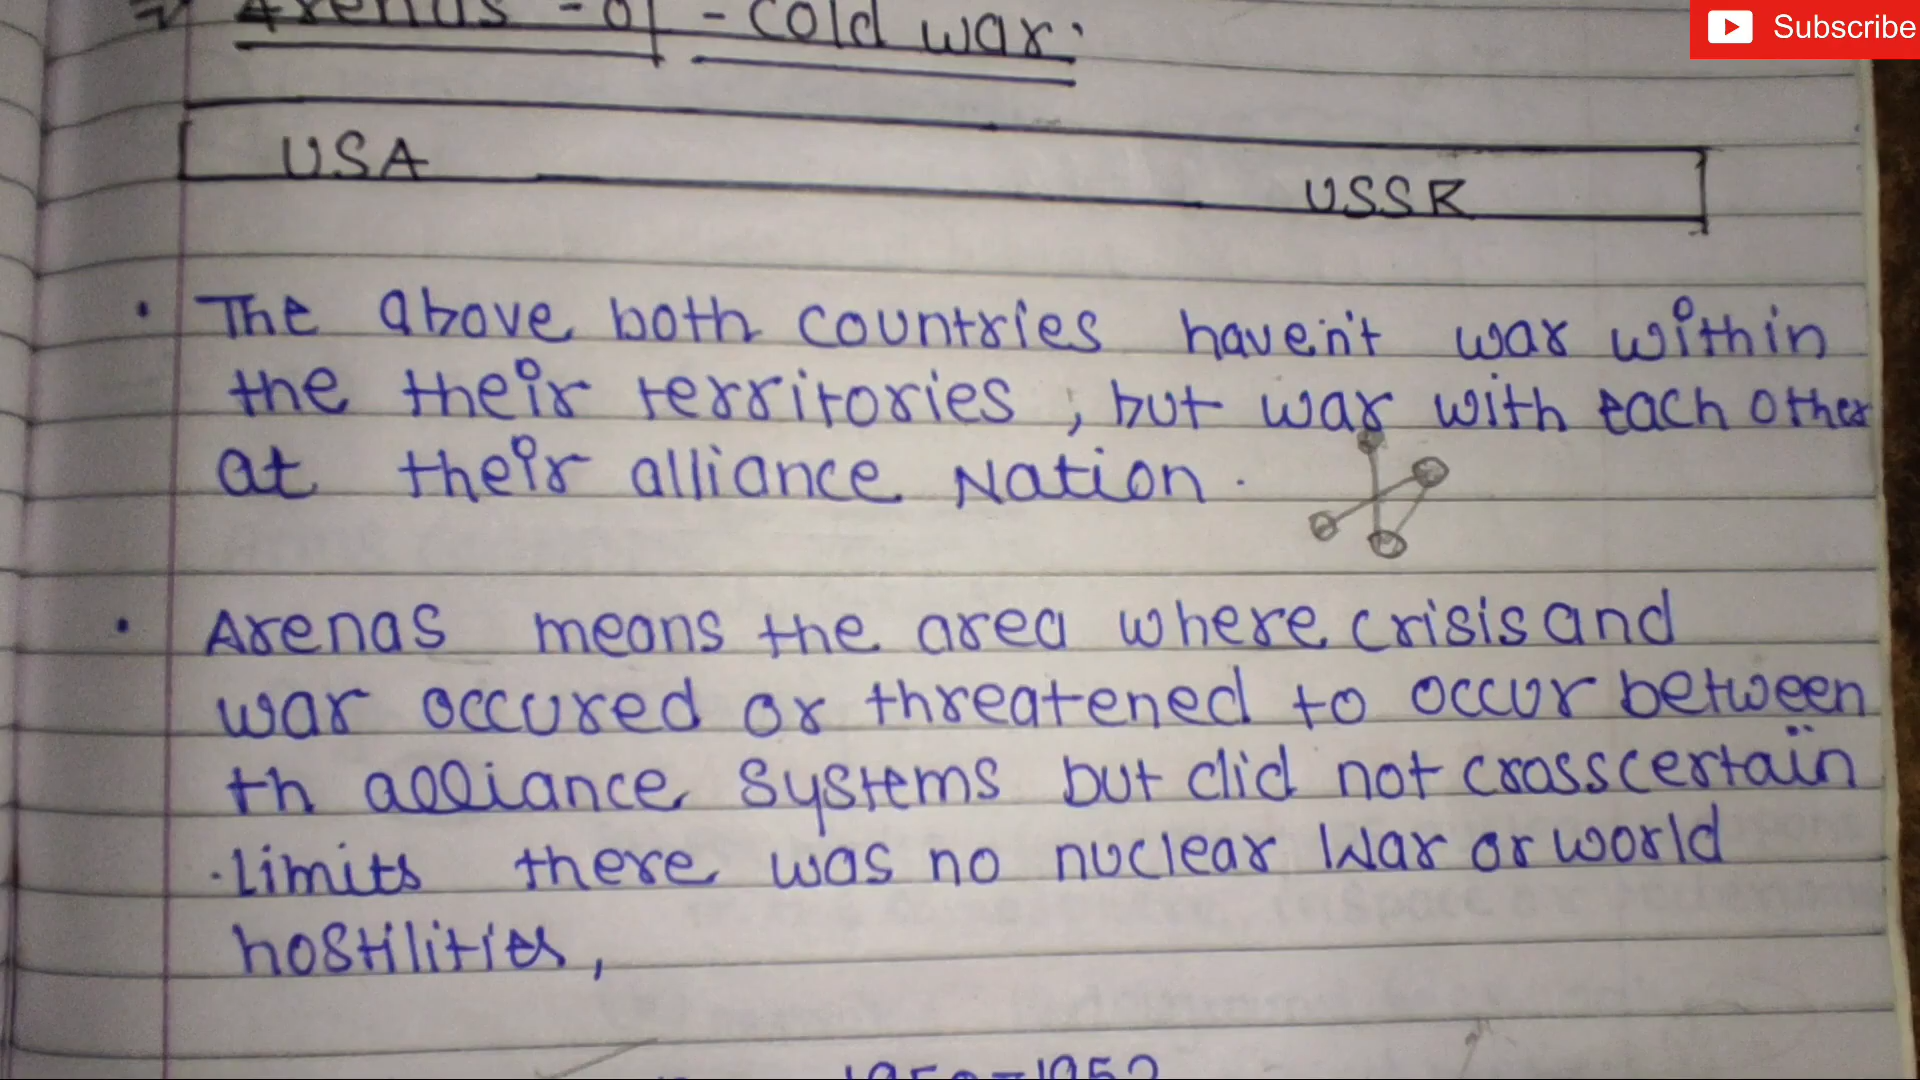 Subscribe
Arenas - of - cold war.
USA
USSR
• The above both countries haven't war within
the their territories, but war with each other
at their alliance Nation.
• Arenas means the area where crisis and
war occured or threatened to occur between
th alliance systems but did not cross certain
. limits there was no nuclear War or world
hostilities,